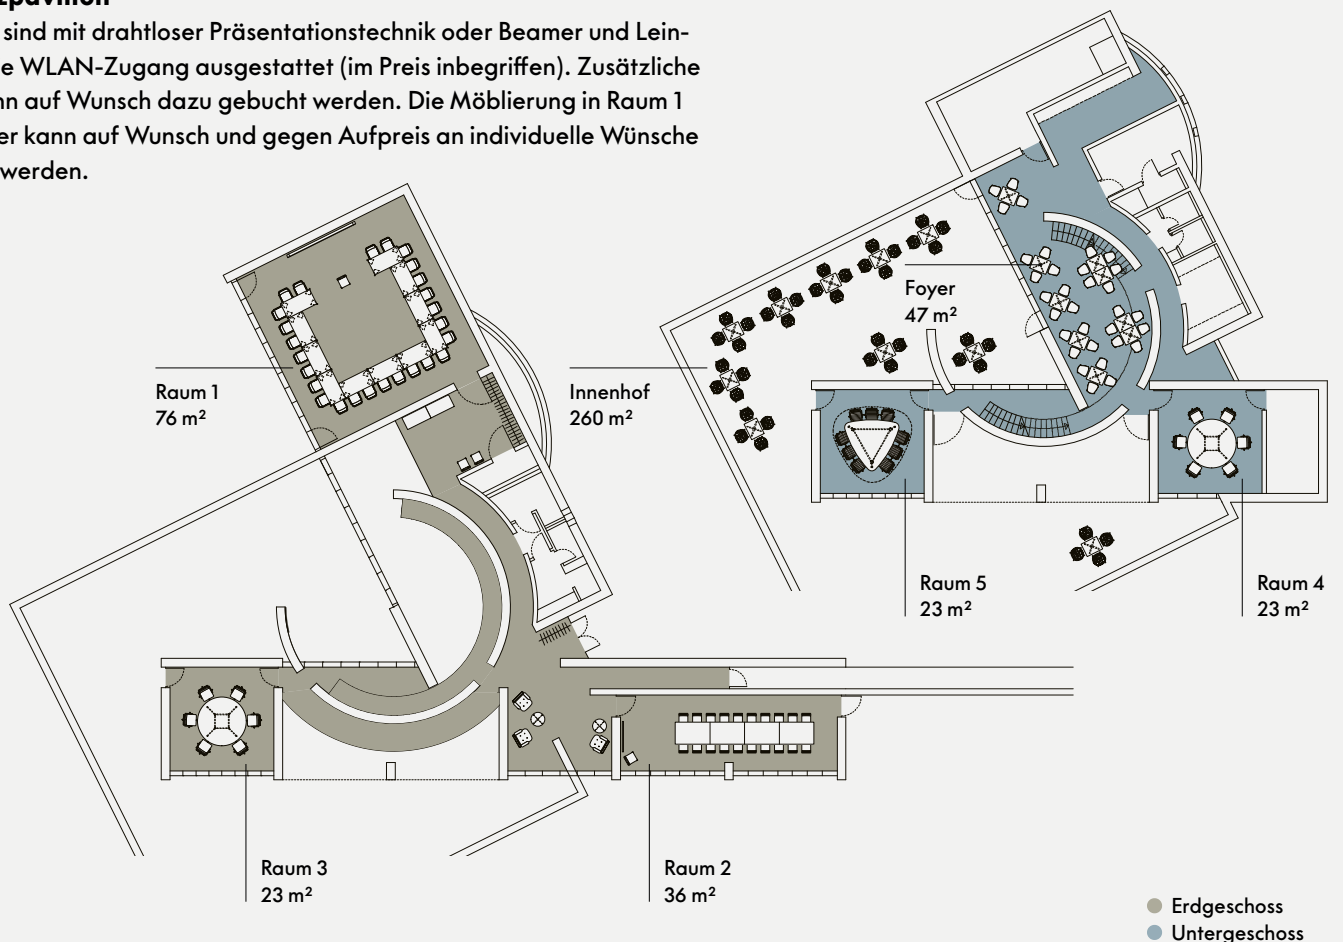 sind mit drahtloser Präsentationstechnik oder Beamer und Lein-
WLAN-Zugang ausgestattet (im Preis inbegriffen). Zusätzliche
auf Wunsch dazu gebucht werden. Die Möblierung in Raum 1
kann auf Wunsch und gegen Aufpreis an individuelle Wünsche
werden.
Foyer
47 m²
Raum 1
76 m²
Innenhof
260 m²
Raum 5
23 m²
Raum 4
23 m²
Raum 3
23 m²
Raum 2
36 m²
Erdgeschoss
Untergeschoss